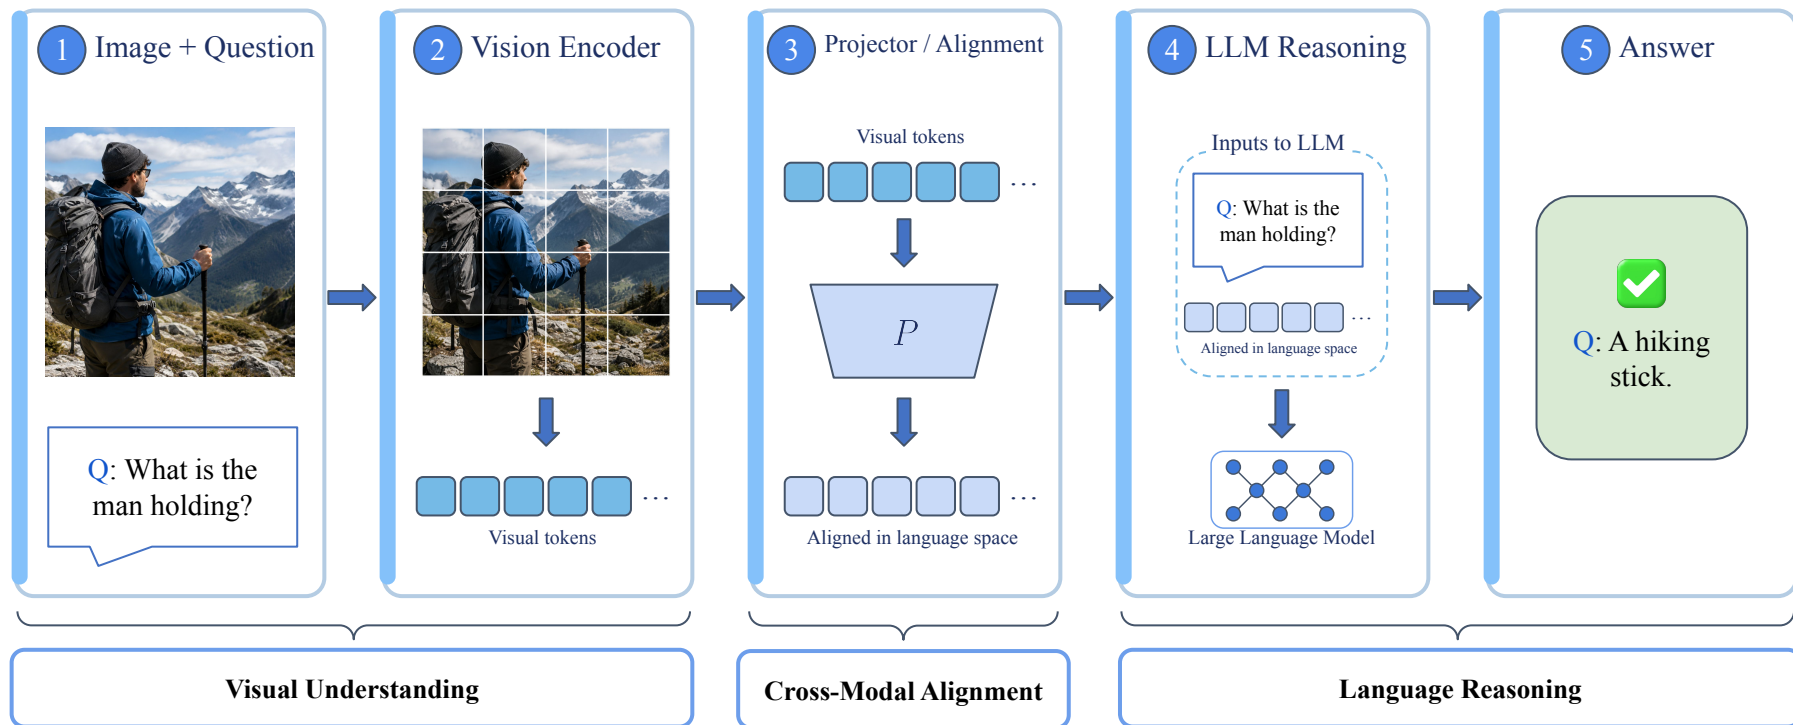 1 Image + Question
Q: What is the
man holding?
2 Vision Encoder
...
Visual tokens
3 Projector / Alignment
Visual tokens
...
P
...
Aligned in language space
4 LLM Reasoning
Inputs to LLM
Q: What is the
man holding?
...
Aligned in language space
Large Language Model
5 Answer
Q: A hiking
stick.
Visual Understanding
Cross-Modal Alignment
Language Reasoning